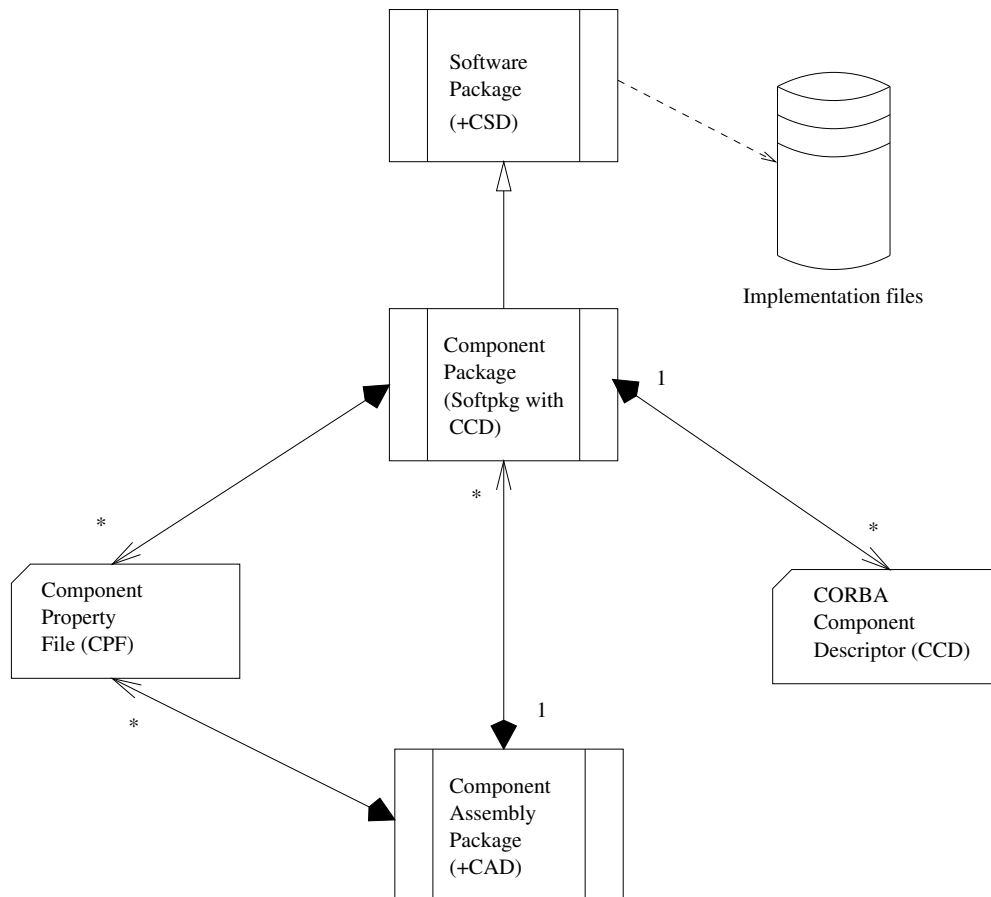 Software
Package
(+CSD)
Implementation files
Component
Package
(Softpkg with
CCD)
1
*
*
*
Component
Property
File (CPF)
CORBA
Component
Descriptor (CCD)
*
1
Component
Assembly
Package
(+CAD)